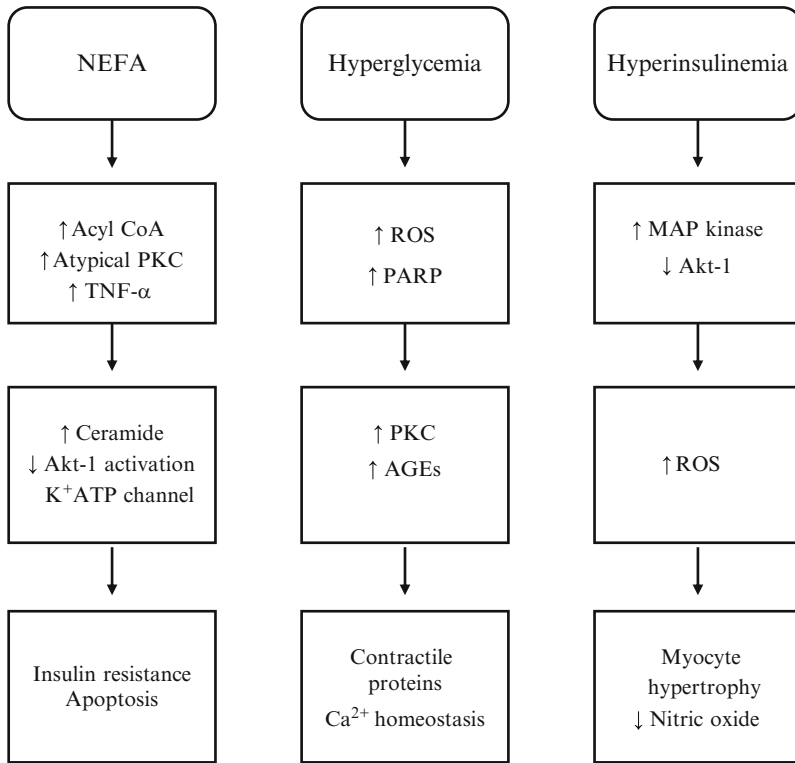 NEFA
↑Acyl CoA
↑Atypical PKC
↑ TNF-α
↑ Ceramide
↓ Akt-1 activation
K⁺ATP channel
Insulin resistance
Apoptosis
Hyperglycemia
↑ ROS
↑ PARP
↑ PKC
↑ AGEs
Contractile
proteins
Ca²⁺ homeostasis
Hyperinsulinemia
↑ MAP kinase
↓ Akt-1
↑ROS
Myocyte
hypertrophy
↓ Nitric oxide